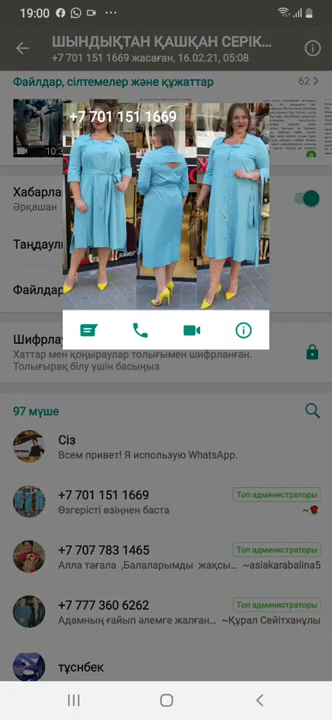 19:00
ШЫНДЫҚТАН ҚАШҚАН СЕРІК...
+7 701 151 1669 жасаған, 16.02.21, 05:08
Файлдар, сілтемелер және құжаттар
62
+7 701 151 1669
Хабарла
Әрқашан
Таңдаул
Файлдар
Шифрла
Хаттар мен қоңыраулар толығымен шифрланған.
Толығырақ білу үшін басыңыз
97 мүше
Сіз
Всем привет! Я использую WhatsApp.
+7 701 151 1669
Топ администраторы
Өзгерісті өзіңнен баста
~🌹
+7 707 783 1465
Топ администраторы
Алла тағала ,Балаларымды жақсы... ~asiakarabalina5
+7 777 360 6262
Топ администраторы
Адамның ғайып әлемге жалған... ~Құрал Сейітханұлы
түснбек